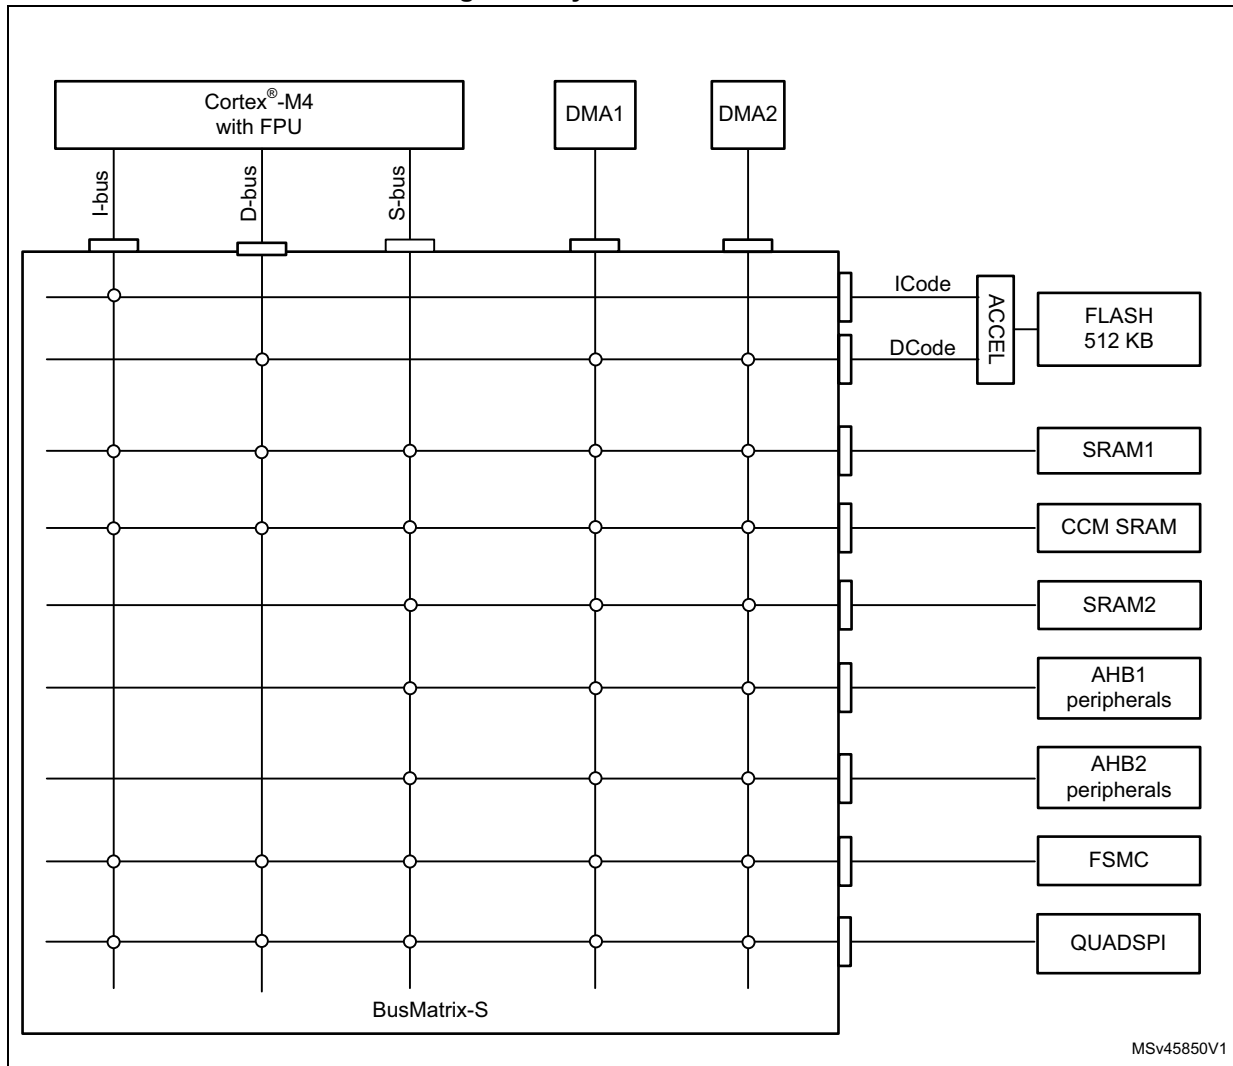 Cortex®-M4
with FPU
DMA1
DMA2
I-bus
D-bus
S-bus
ICode
DCode
ACCEL
FLASH
512 KB
SRAM1
CCM SRAM
SRAM2
AHB1
peripherals
AHB2
peripherals
FSMC
QUADSPI
BusMatrix-S
MSv45850V1